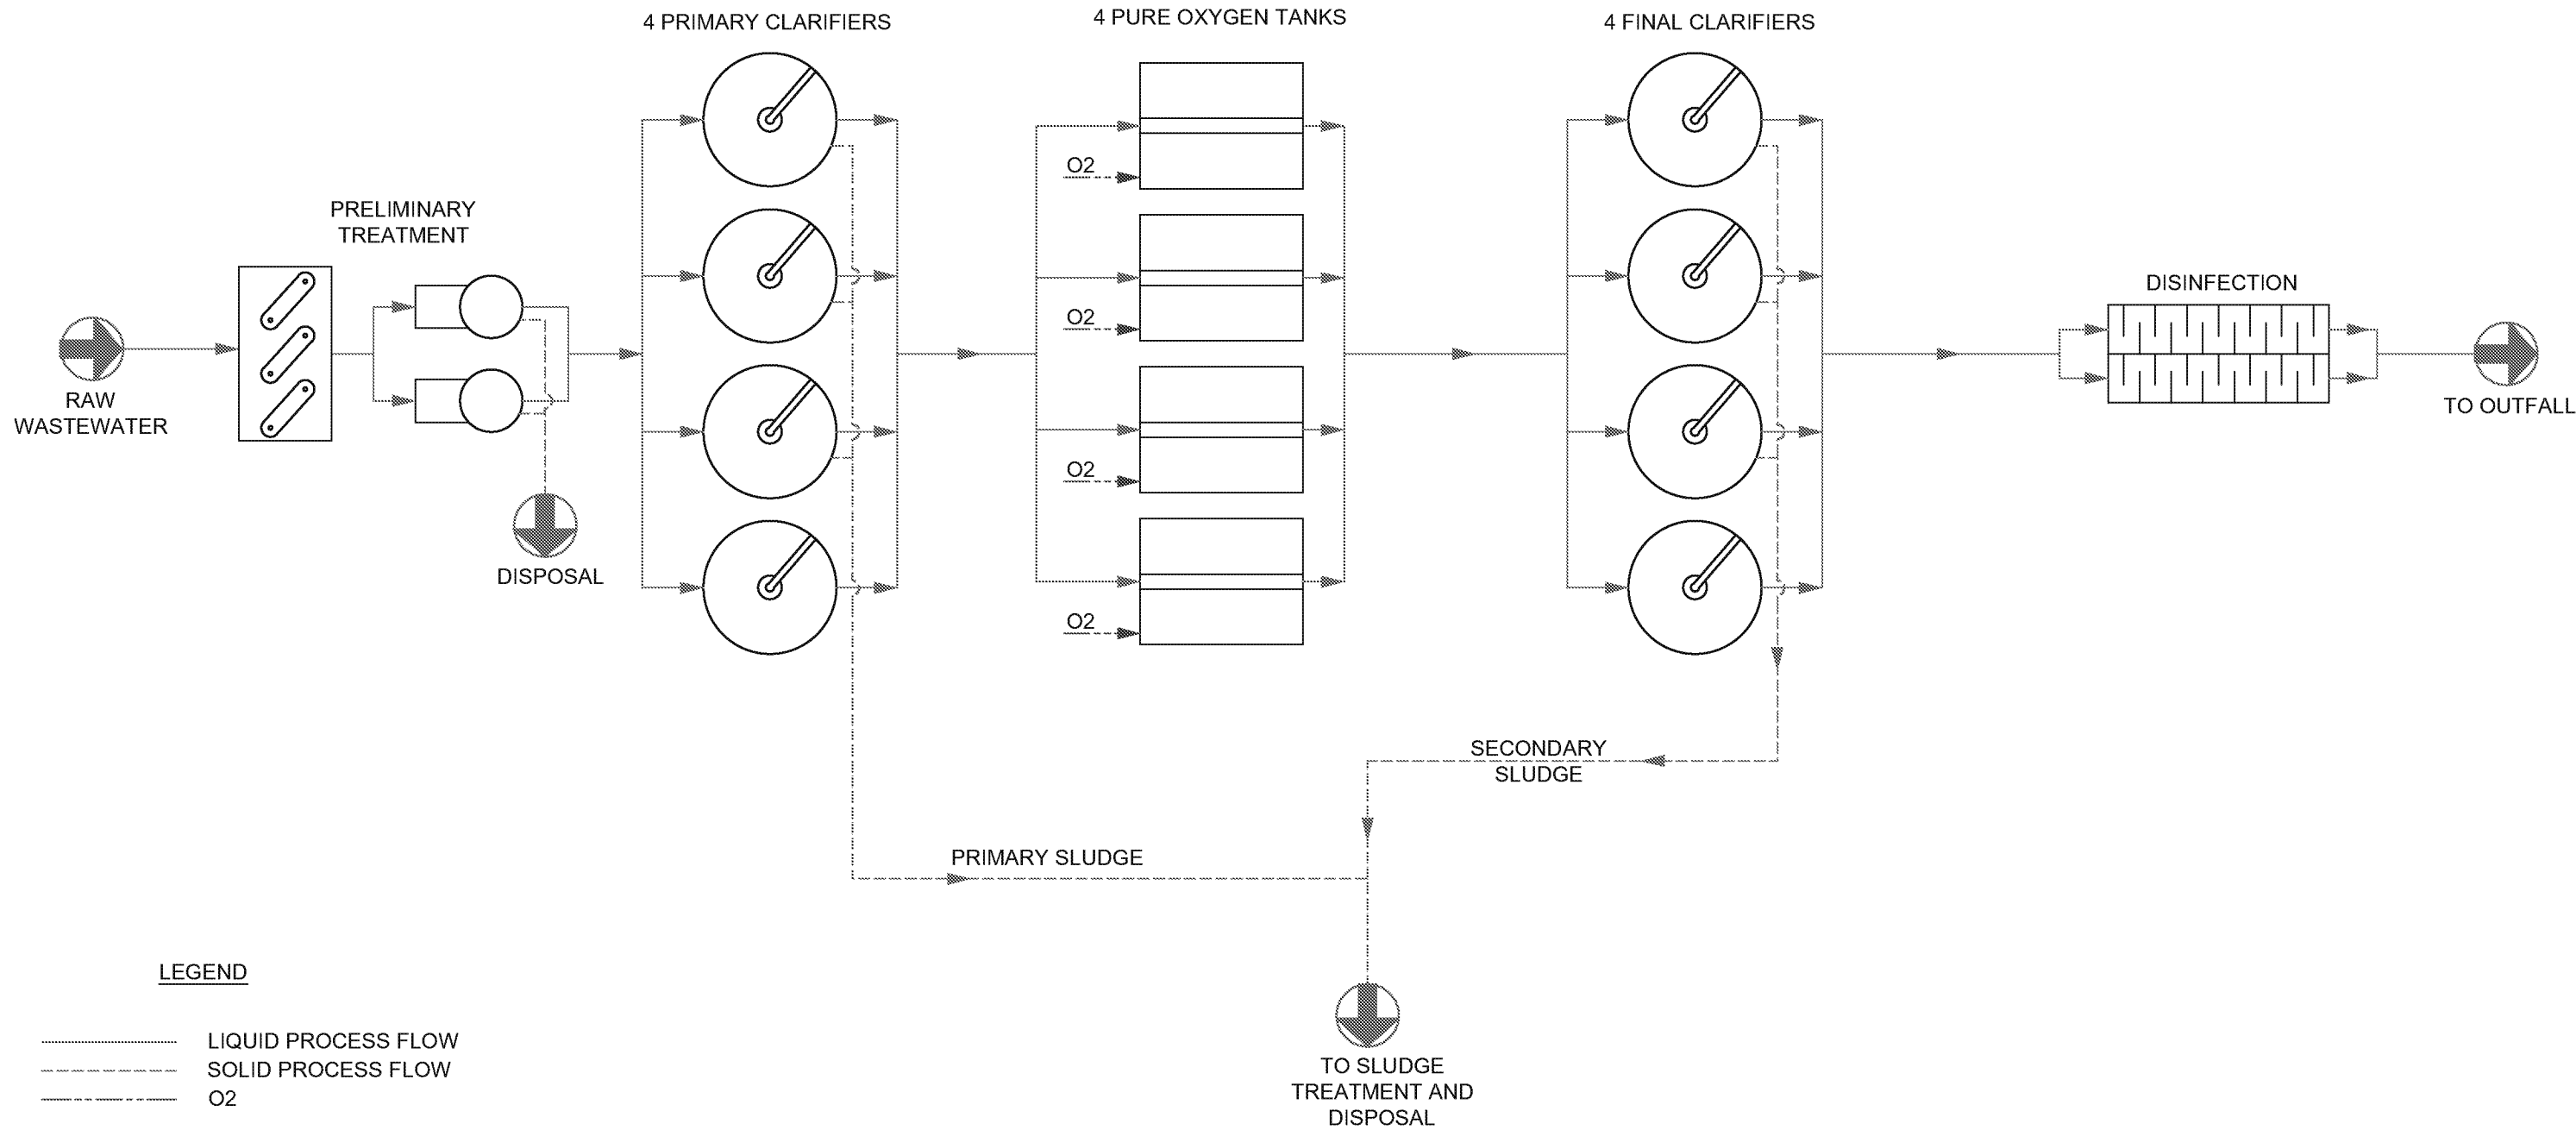 4 PRIMARY CLARIFIERS
4 PURE OXYGEN TANKS
4 FINAL CLARIFIERS
PRELIMINARY
TREATMENT
RAW
WASTEWATER
DISPOSAL
O2
O2
O2
O2
DISINFECTION
TO OUTFALL
SECONDARY
SLUDGE
PRIMARY SLUDGE
TO SLUDGE
TREATMENT AND
DISPOSAL
LEGEND
LIQUID PROCESS FLOW
SOLID PROCESS FLOW
O2